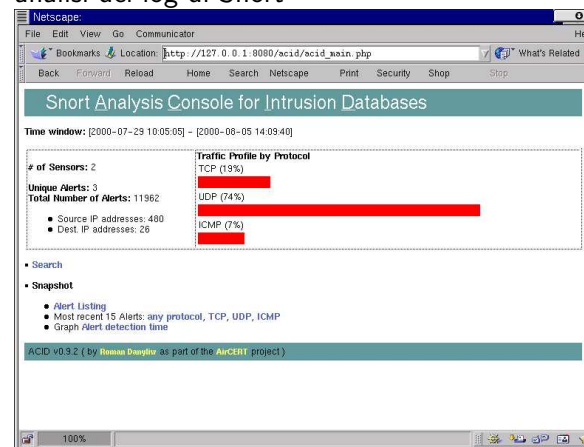 analisi dei log di Snort
Netscape:
File Edit View Go Communicator
Bookmarks Location: http://127.0.0.1:8080/acid/acid_main.php What's Related
Back Forward Reload Home Search Netscape Print Security Shop Stop
Snort Analysis Console for Intrusion Databases
Time window: [2000-07-29 10:05:05] - [2000-08-05 14:09:40]
# of Sensors: 2
Unique Alerts: 3
Total Number of Alerts: 11962
Source IP addresses: 480
Dest. IP addresses: 26
Traffic Profile by Protocol
TCP (19%)
UDP (74%)
ICMP (7%)
Search
Snapshot
Alert Listing
Most recent 15 Alerts: any protocol, TCP, UDP, ICMP
Graph Alert detection time
ACID v0.9.2 ( by Roman Danyliw as part of the AirCERT project )
100%